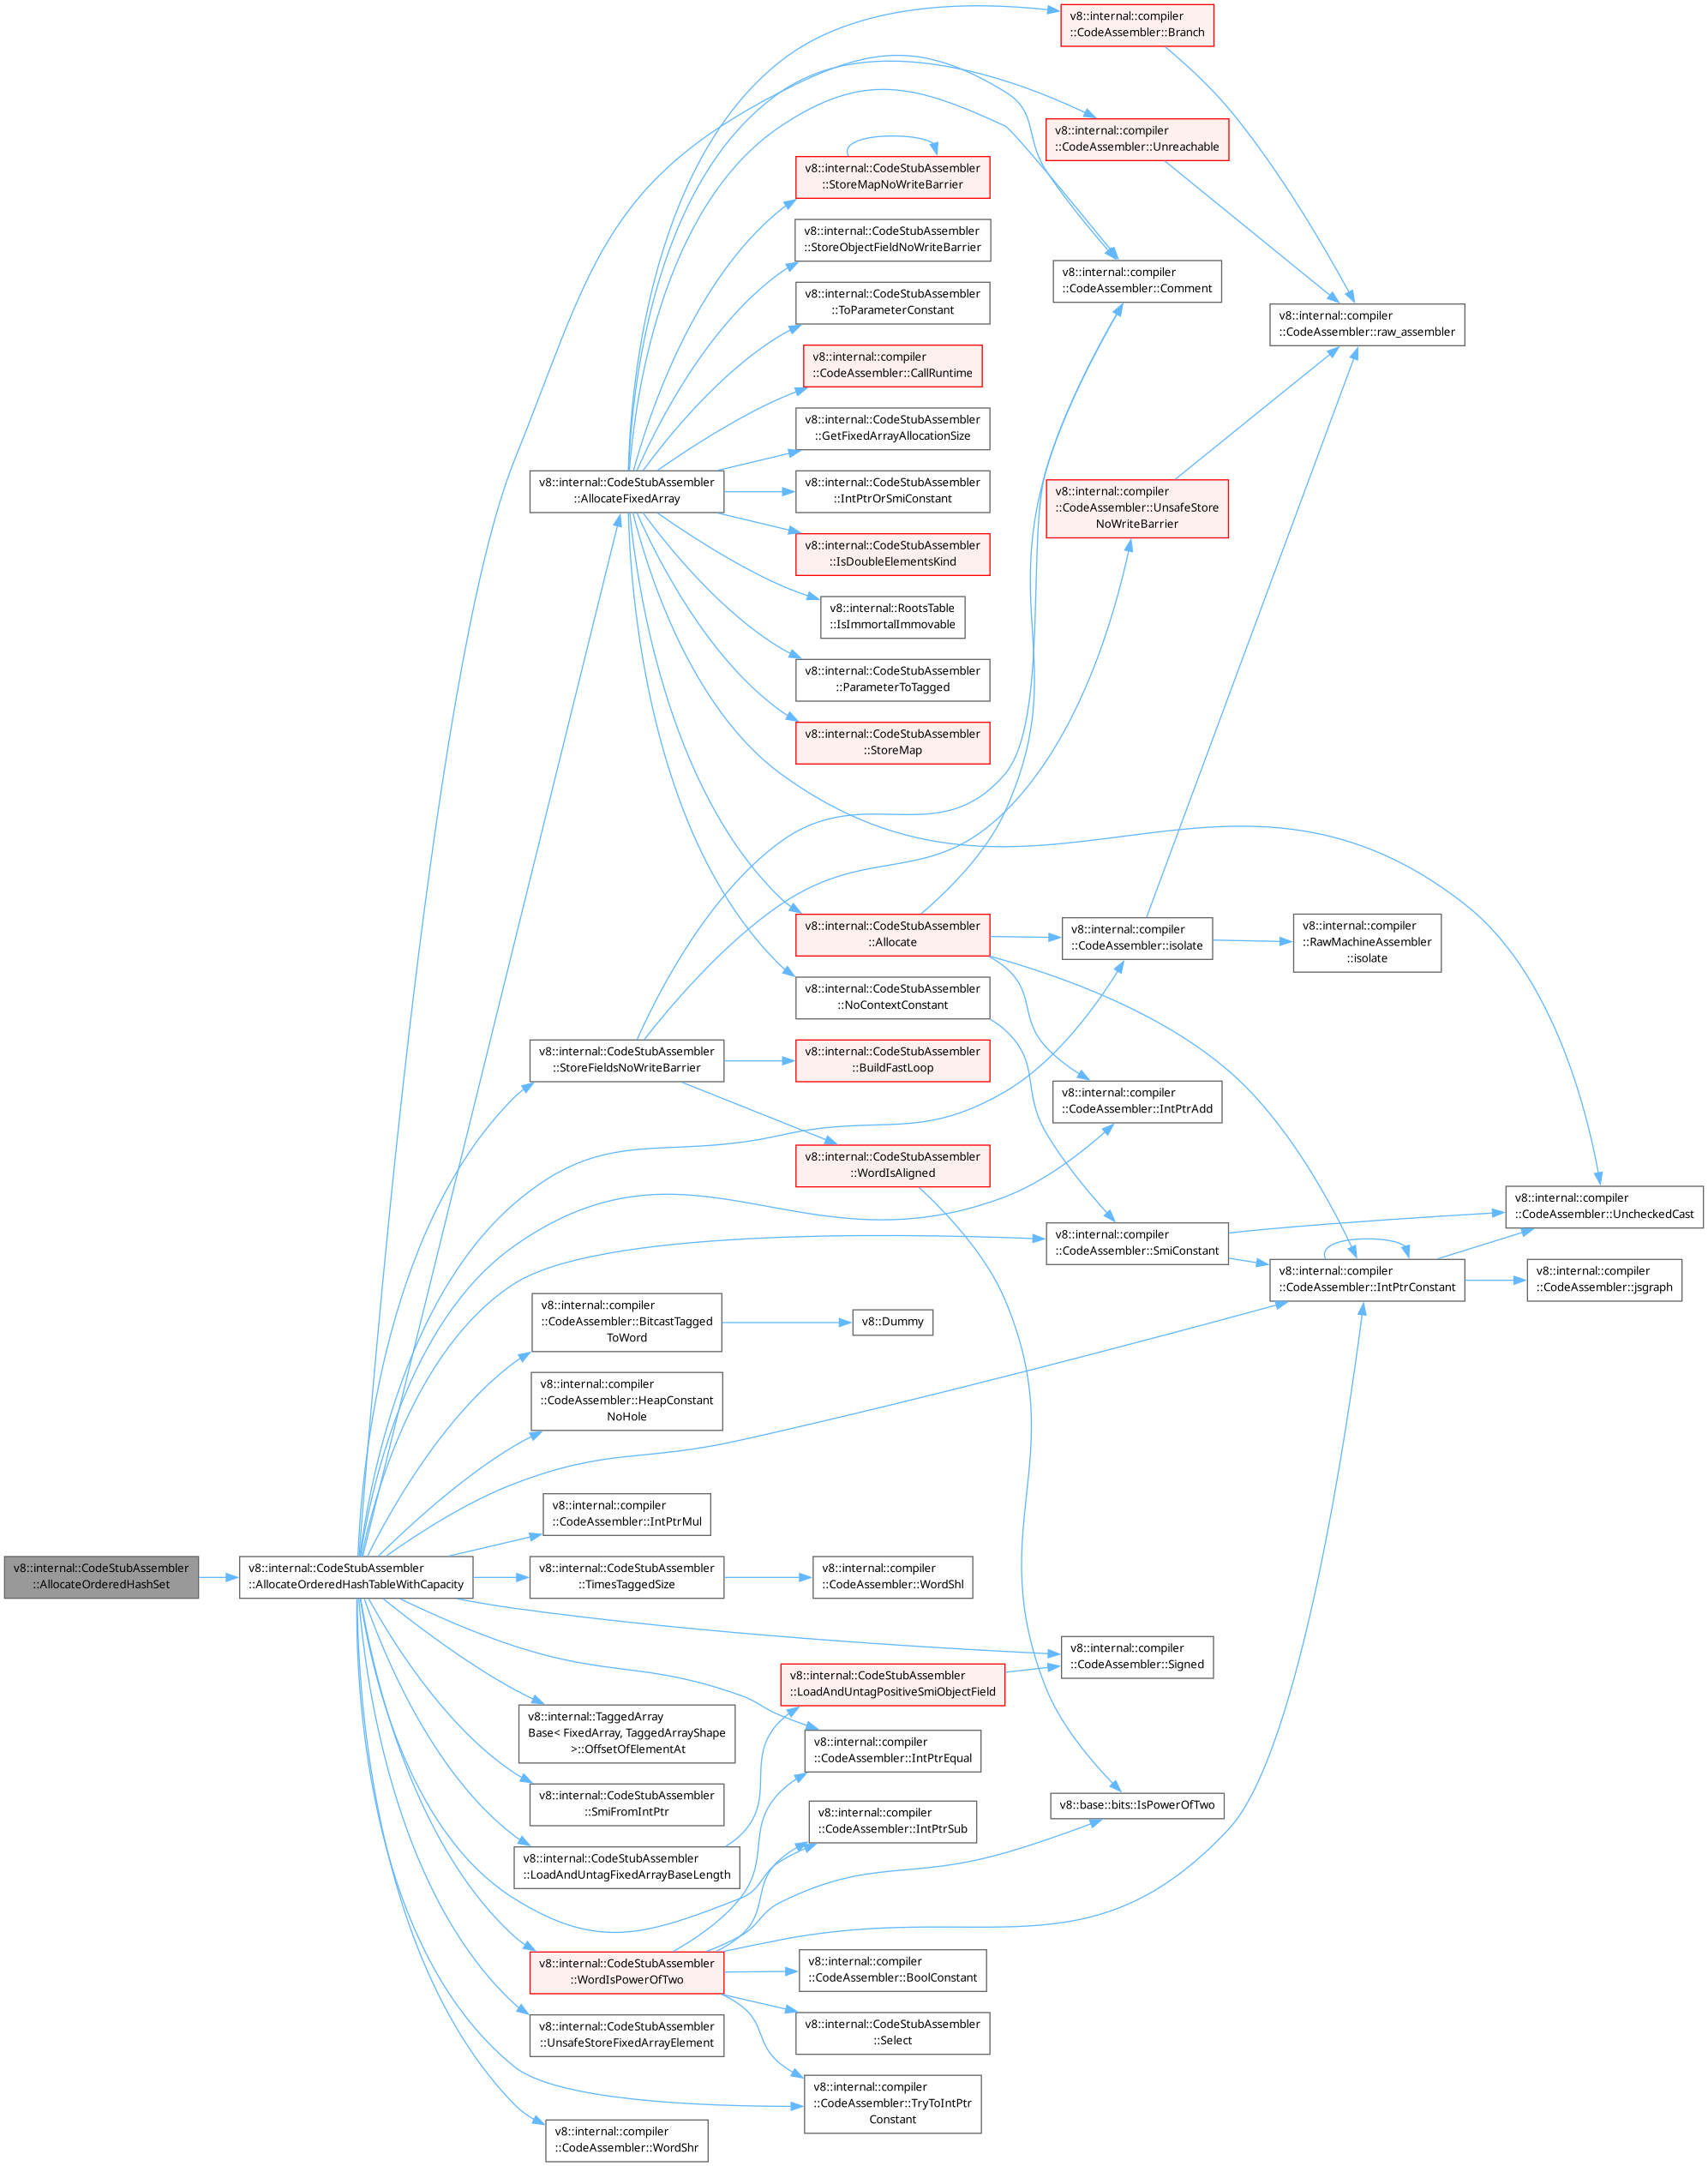 v8::internal::compiler
::CodeAssembler::Branch
v8::internal::compiler
::CodeAssembler::Unreachable
v8::internal::CodeStubAssembler
::StoreMapNoWriteBarrier
v8::internal::CodeStubAssembler
::StoreObjectFieldNoWriteBarrier
v8::internal::compiler
::CodeAssembler::Comment
v8::internal::CodeStubAssembler
::ToParameterConstant
v8::internal::compiler
::CodeAssembler::raw_assembler
v8::internal::compiler
::CodeAssembler::CallRuntime
v8::internal::CodeStubAssembler
::GetFixedArrayAllocationSize
v8::internal::CodeStubAssembler
::AllocateFixedArray
v8::internal::CodeStubAssembler
::IntPtrOrSmiConstant
v8::internal::compiler
::CodeAssembler::UnsafeStore
NoWriteBarrier
v8::internal::CodeStubAssembler
::IsDoubleElementsKind
v8::internal::RootsTable
::IsImmortalImmovable
v8::internal::CodeStubAssembler
::ParameterToTagged
v8::internal::CodeStubAssembler
::StoreMap
v8::internal::CodeStubAssembler
::Allocate
v8::internal::compiler
::CodeAssembler::isolate
v8::internal::compiler
::RawMachineAssembler
::isolate
v8::internal::CodeStubAssembler
::NoContextConstant
v8::internal::CodeStubAssembler
::StoreFieldsNoWriteBarrier
v8::internal::CodeStubAssembler
::BuildFastLoop
v8::internal::compiler
::CodeAssembler::IntPtrAdd
v8::internal::CodeStubAssembler
::WordIsAligned
v8::internal::compiler
::CodeAssembler::UncheckedCast
v8::internal::compiler
::CodeAssembler::SmiConstant
v8::internal::compiler
::CodeAssembler::IntPtrConstant
v8::internal::compiler
::CodeAssembler::jsgraph
v8::internal::compiler
::CodeAssembler::BitcastTagged
ToWord
v8::Dummy
v8::internal::compiler
::CodeAssembler::HeapConstant
NoHole
v8::internal::compiler
::CodeAssembler::IntPtrMul
v8::internal::CodeStubAssembler
::AllocateOrderedHashSet
v8::internal::CodeStubAssembler
::AllocateOrderedHashTableWithCapacity
v8::internal::CodeStubAssembler
::TimesTaggedSize
v8::internal::compiler
::CodeAssembler::WordShl
v8::internal::compiler
::CodeAssembler::Signed
v8::internal::CodeStubAssembler
::LoadAndUntagPositiveSmiObjectField
v8::internal::TaggedArray
Base< FixedArray, TaggedArrayShape
>::OffsetOfElementAt
v8::internal::compiler
::CodeAssembler::IntPtrEqual
v8::internal::CodeStubAssembler
::SmiFromIntPtr
v8::base::bits::IsPowerOfTwo
v8::internal::compiler
::CodeAssembler::IntPtrSub
v8::internal::CodeStubAssembler
::LoadAndUntagFixedArrayBaseLength
v8::internal::CodeStubAssembler
::WordIsPowerOfTwo
v8::internal::compiler
::CodeAssembler::BoolConstant
v8::internal::CodeStubAssembler
::UnsafeStoreFixedArrayElement
v8::internal::CodeStubAssembler
::Select
v8::internal::compiler
::CodeAssembler::TryToIntPtr
Constant
v8::internal::compiler
::CodeAssembler::WordShr